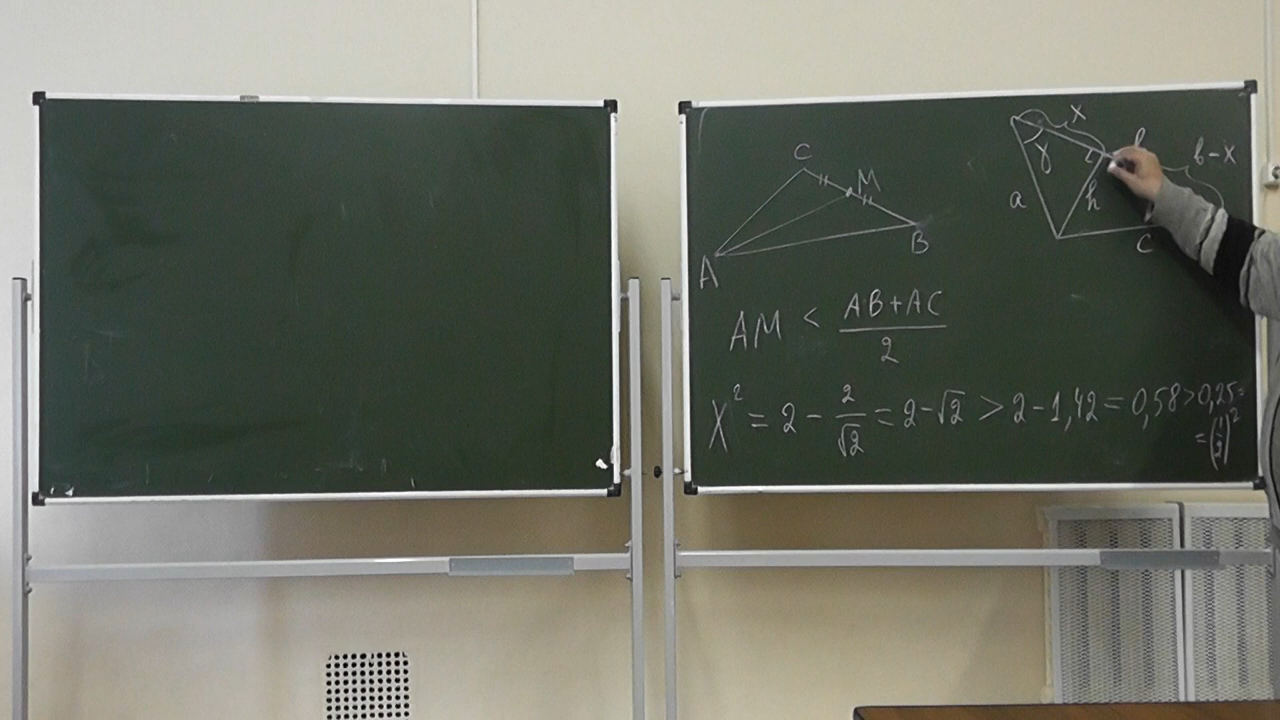 C
M
A
B
AM < (AB+AC)/2
X² = 2 - 2/√2 = 2-√2 > 2-1,42 = 0,58 > 0,25 =
= (1/2)²
x
γ
b-x
a
h
c